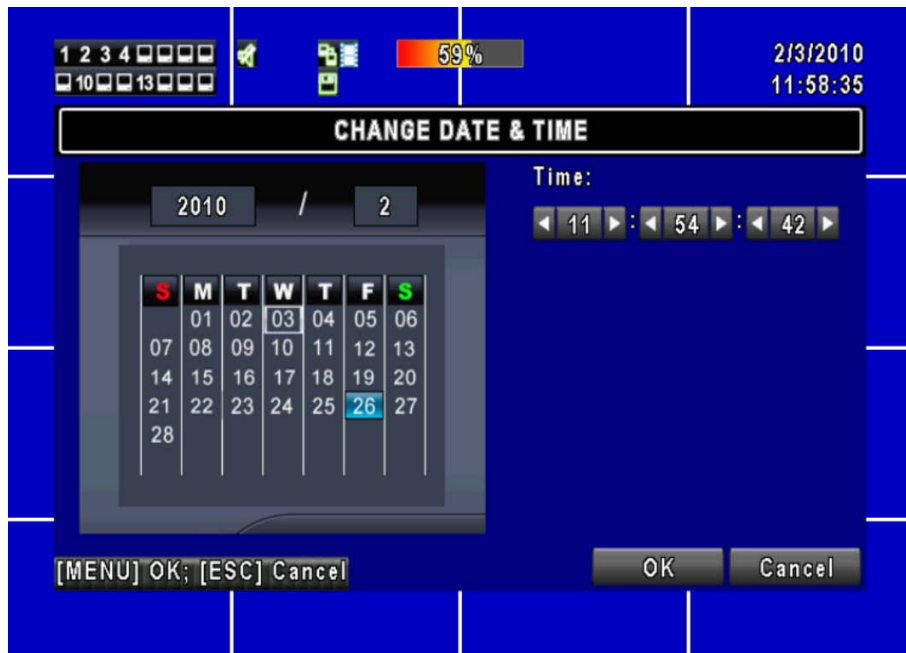 1 2 3 4
59%
2/3/2010
10 13
11:58:35
CHANGE DATE & TIME
2010 / 2
Time:
11 : 54 : 42
S M T W T F S
01 02 03 04 05 06
07 08 09 10 11 12 13
14 15 16 17 18 19 20
21 22 23 24 25 26 27
28
[MENU] OK; [ESC] Cancel
OK
Cancel